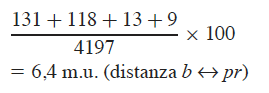 131 + 118 + 13 + 9
4197
× 100
= 6,4 m.u. (distanza b ↔ pr)